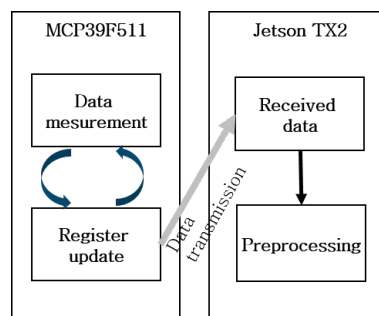 MCP39F511
Data
mesurement
Register
update
Data
transmission
Jetson TX2
Received
data
Preprocessing